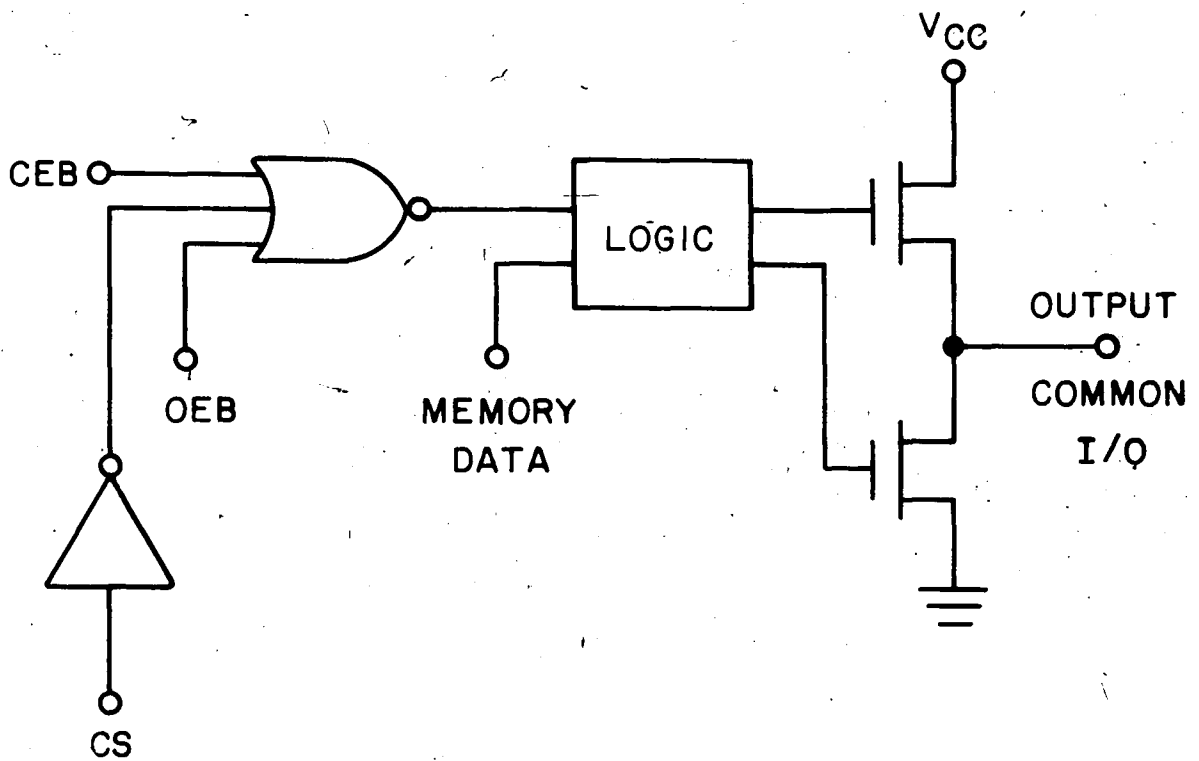 VCC
CEB
LOGIC
OEB
MEMORY
DATA
OUTPUT
COMMON
I/O
CS